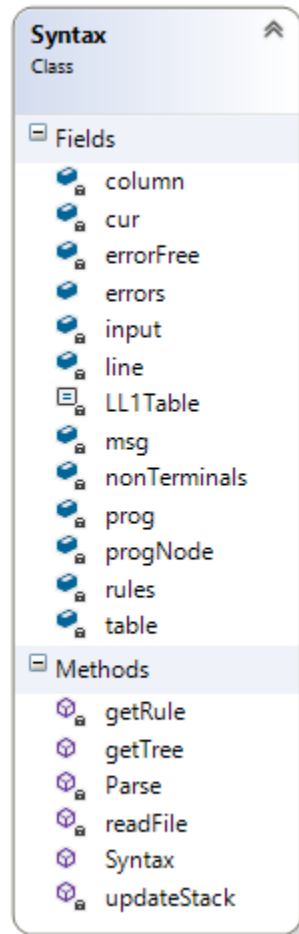 Syntax
Class
Fields
column
cur
errorFree
errors
input
line
LL1Table
msg
nonTerminals
prog
progNode
rules
table
Methods
getRule
getTree
Parse
readFile
Syntax
updateStack